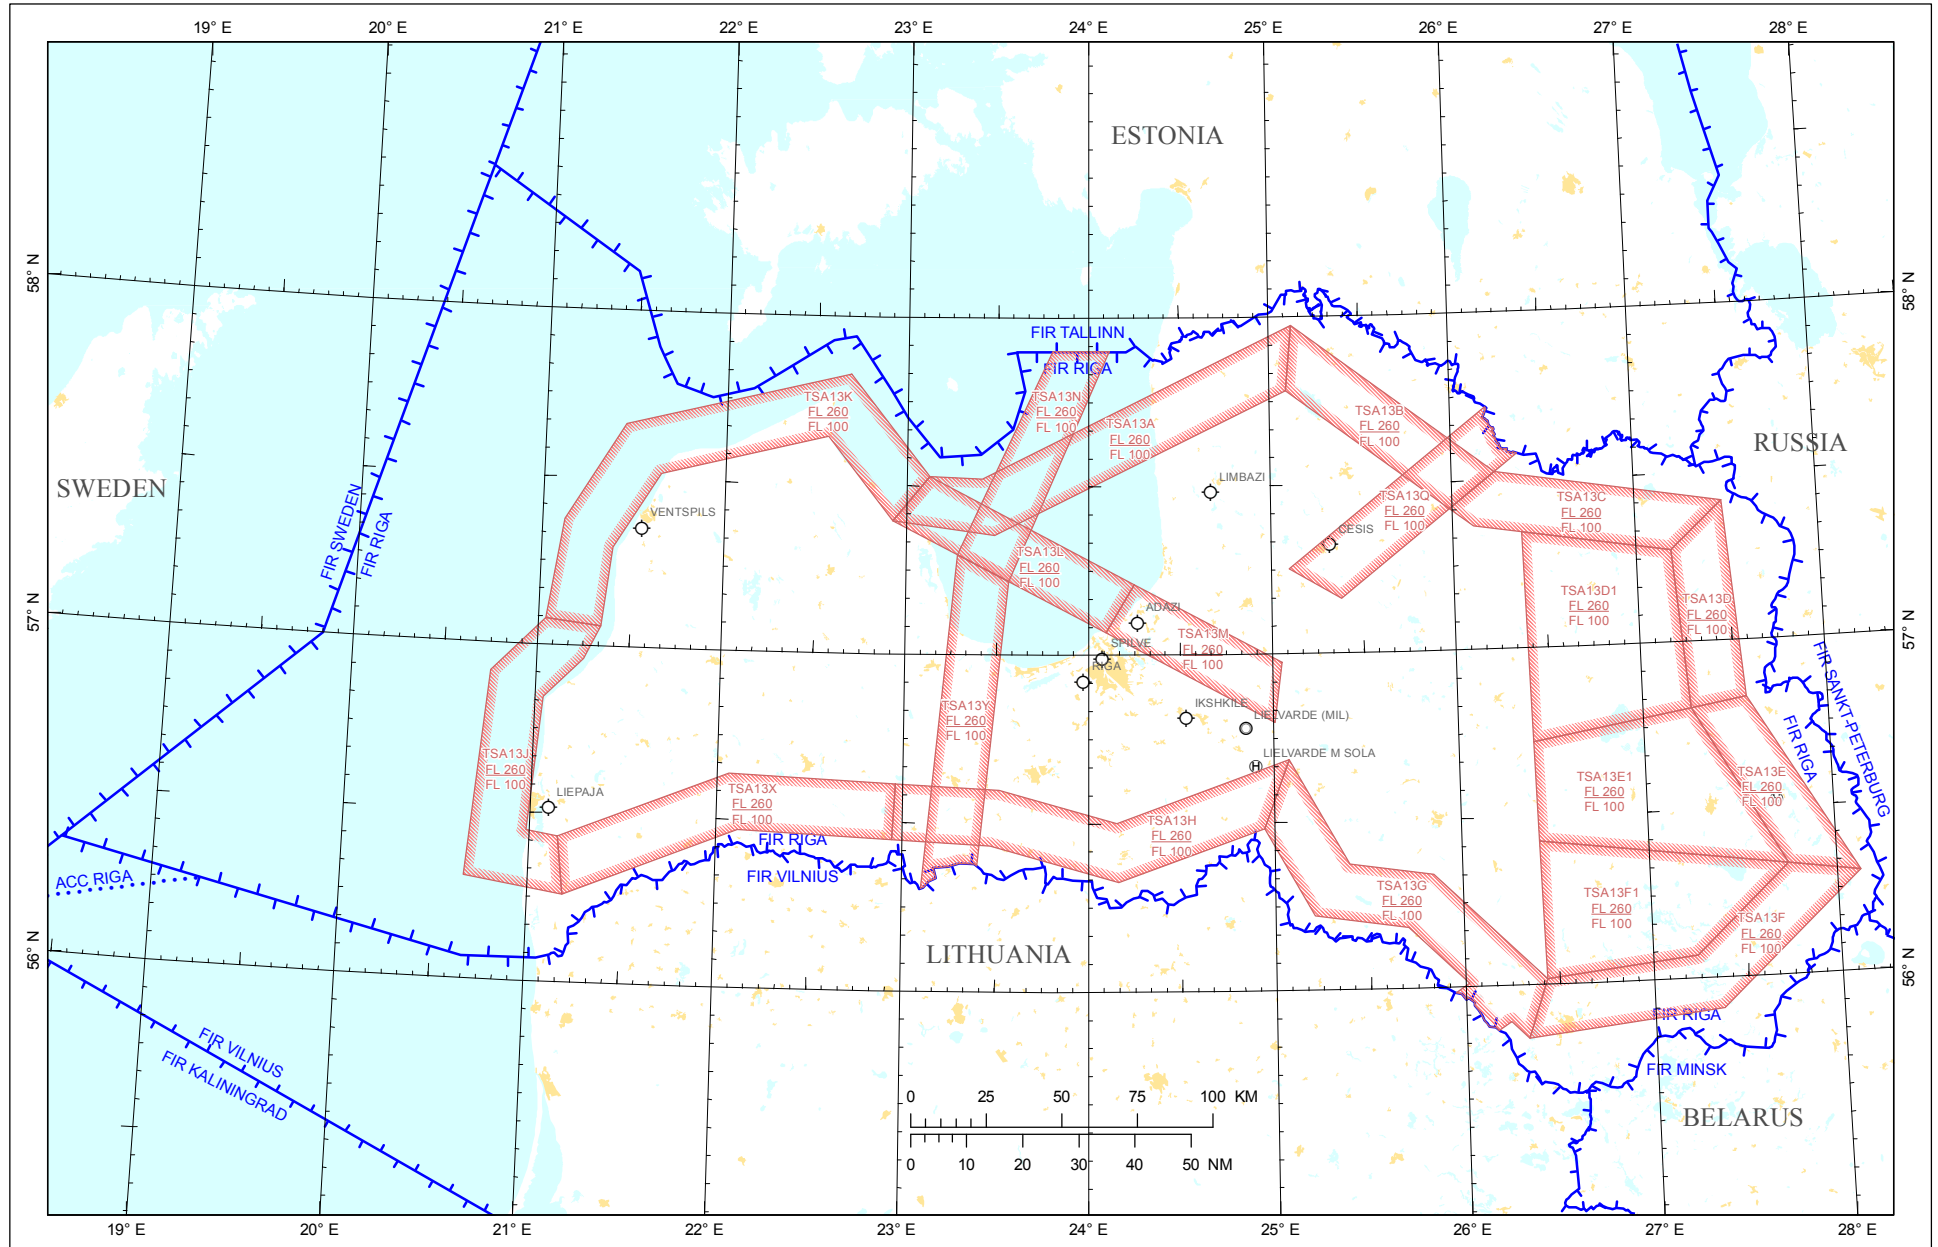 19° E 20° E 21° E 22° E 23° E 24° E 25° E 26° E 27° E 28° E
ESTONIA
58° N
58° N
FIR TALLINN
FIR RIGA
TSA13K
FL 260
FL 100
TSA13N
FL 260
FL 100
TSA13A
FL 260
FL 100
TSA13B
FL 260
FL 100
RUSSIA
SWEDEN
FIR SWEDEN
FIR RIGA
VENTSPILS
LIMBAZI
TSA13Q
FL 260
FL 100
CESIS
TSA13C
FL 260
FL 100
TSA13L
FL 260
FL 100
TSA13D1
FL 260
FL 100
TSA13D
FL 260
FL 100
57° N
57° N
ADAZI
SPILVE
RIGA
TSA13M
FL 260
FL 100
FIR SANKT-PETERBURG
FIR RIGA
IKSHKILE
LIELVARDE (MIL)
H
LIELVARDE M SOLA
TSA13Y
FL 260
FL 100
TSA13J
FL 260
FL 100
LIEPAJA
TSA13X
FL 260
FL 100
TSA13E1
FL 260
FL 100
TSA13E
FL 260
FL 100
TSA13H
FL 260
FL 100
FIR RIGA
FIR VILNIUS
ACC RIGA
TSA13G
FL 260
FL 100
TSA13F1
FL 260
FL 100
TSA13F
FL 260
FL 100
56° N
56° N
LITHUANIA
FIR RIGA
FIR MINSK
FIR VILNIUS
FIR KALININGRAD
BELARUS
0 25 50 75 100 KM
0 10 20 30 40 50 NM
19° E 20° E 21° E 22° E 23° E 24° E 25° E 26° E 27° E 28° E